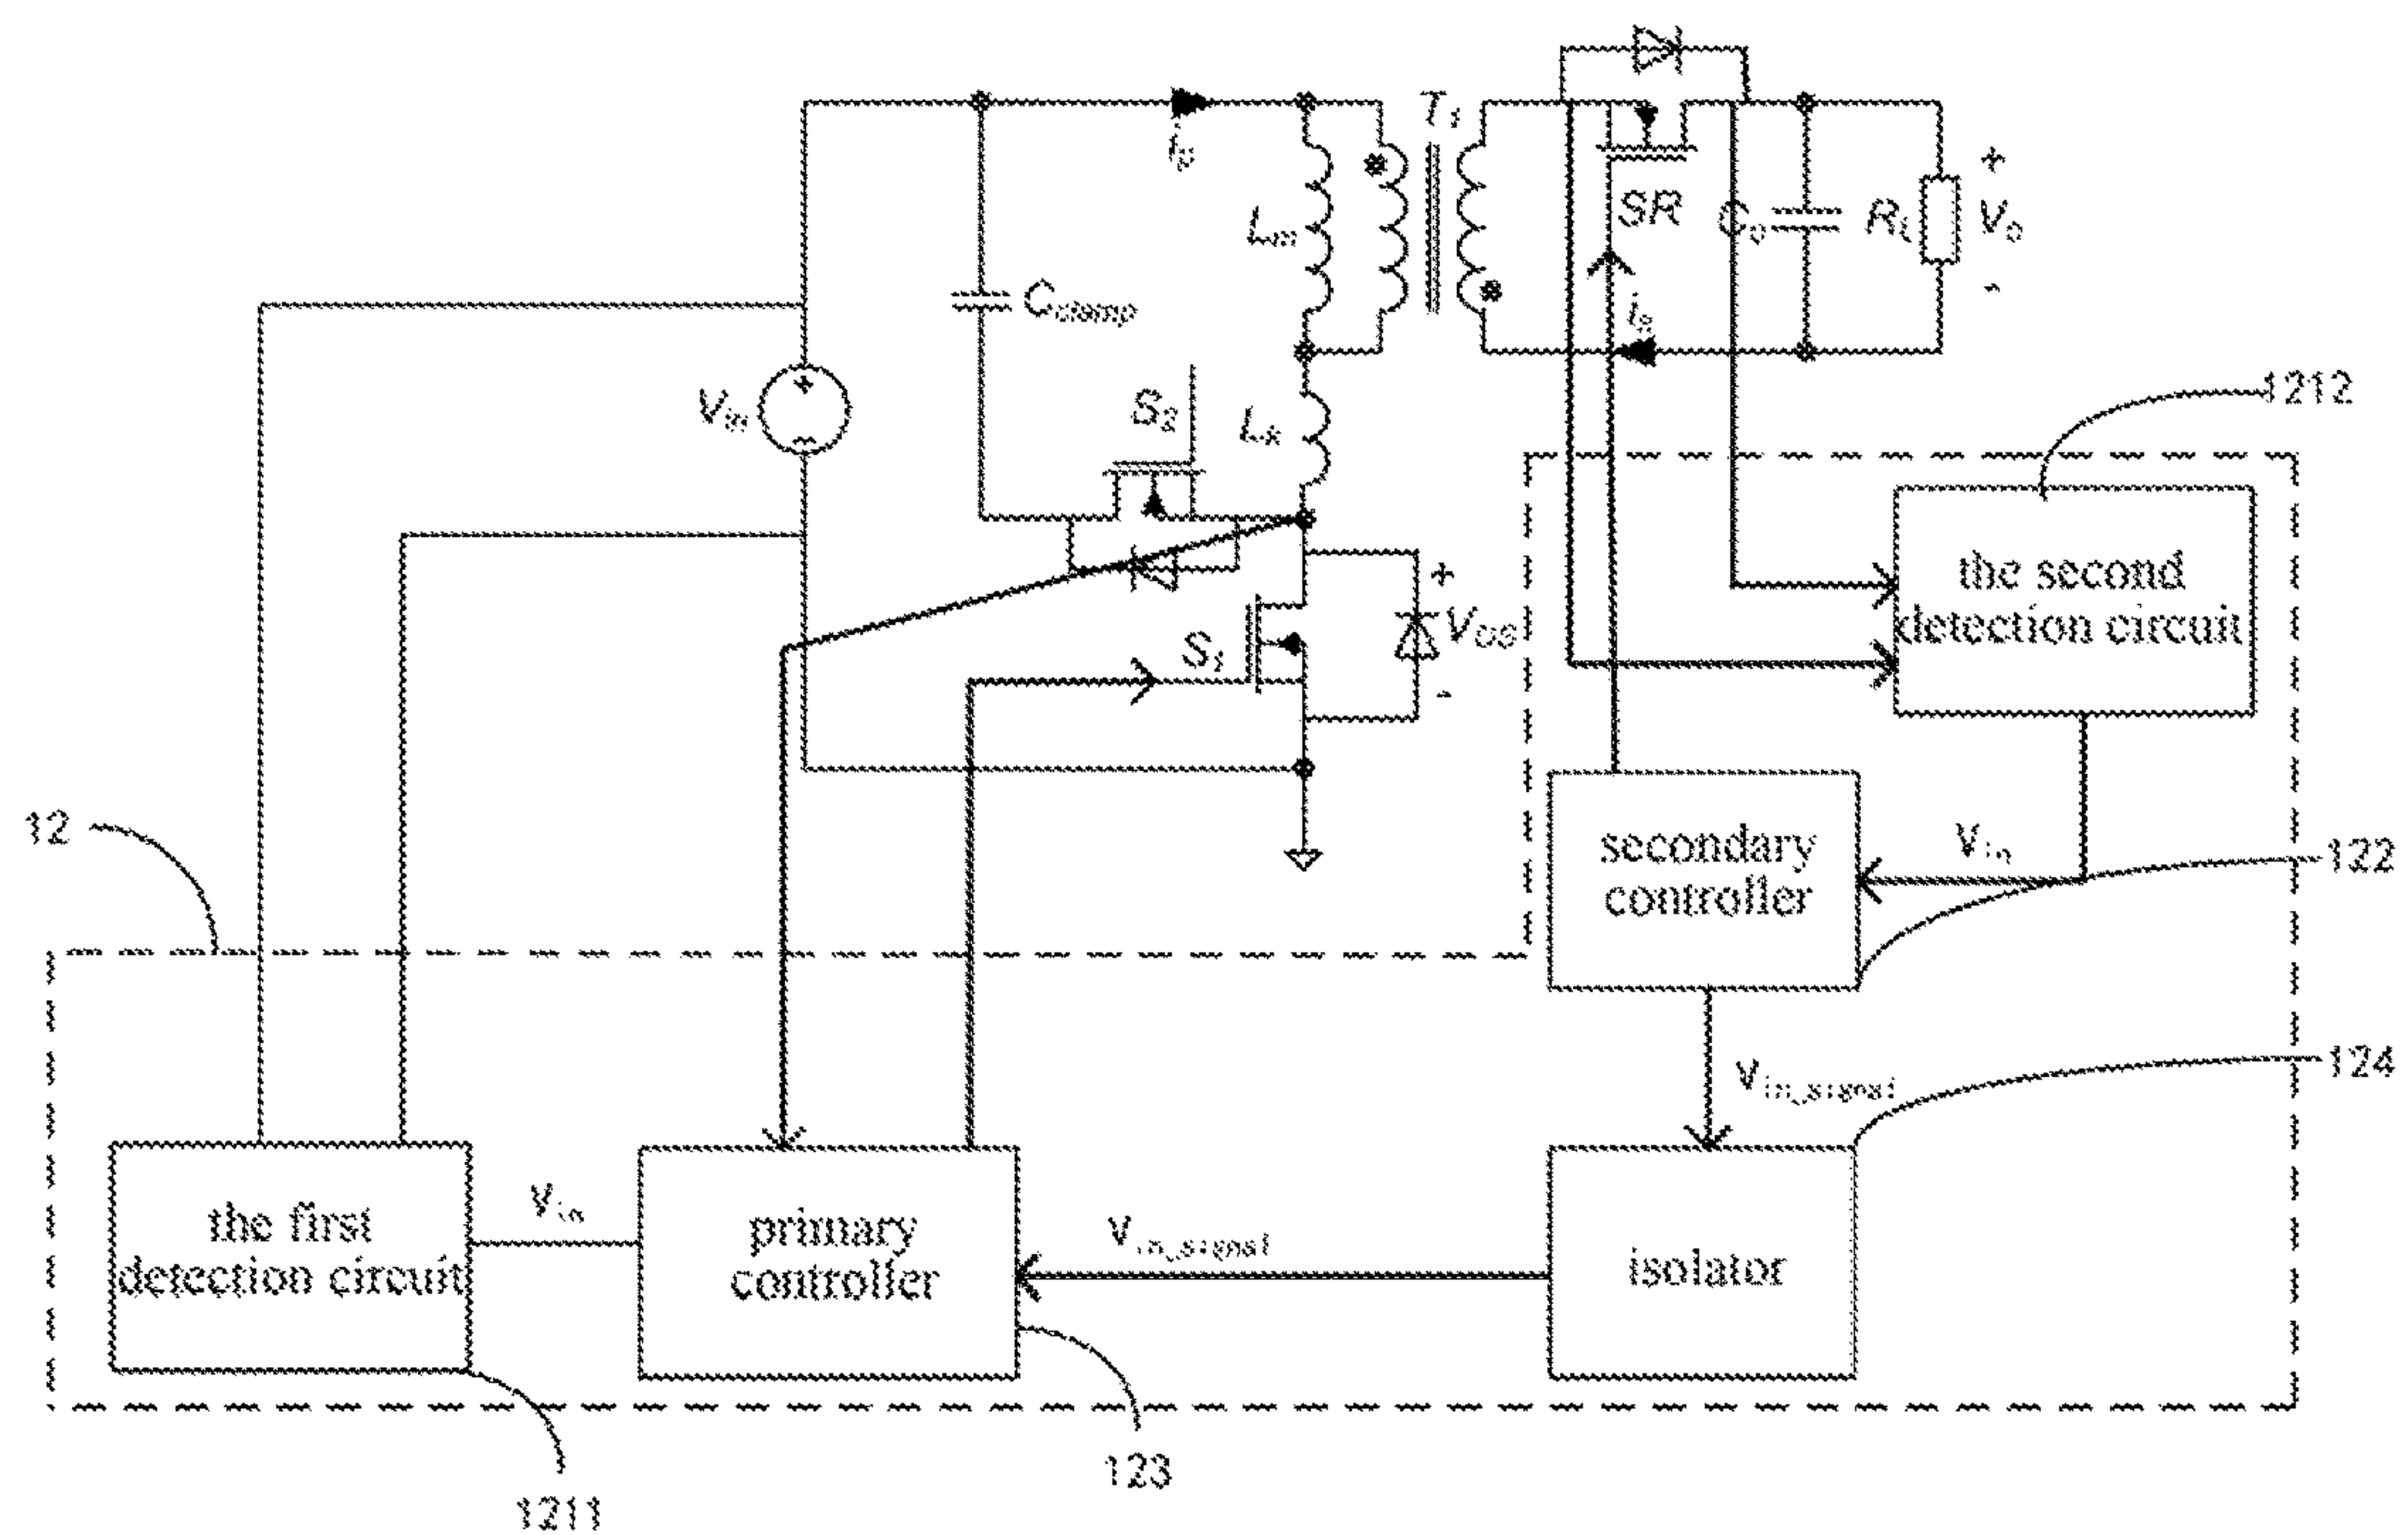 T1
ip
Lm
SR
Co
RL
+
Vo
-
is
Cclamp
Vin
+
-
S2
Lk
1212
the second
detection circuit
+
VDS
-
S1
12
secondary
controller
Vin
122
Vin_signal
124
the first
detection circuit
Vin
primary
controller
Vin_signal
isolator
123
1211